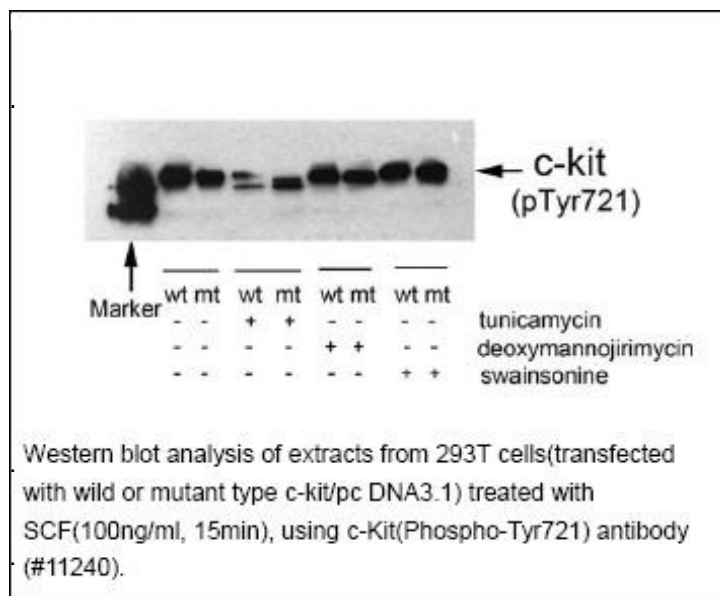 c-kit
(pTyr721)
Marker
wt mt wt mt wt mt wt mt
- - + + - - - - tunicamycin
- - - - + + - - deoxymannojirimycin
- - - - - - + + swainsonine
Western blot analysis of extracts from 293T cells(transfected
with wild or mutant type c-kit/pc DNA3.1) treated with
SCF(100ng/ml, 15min), using c-Kit(Phospho-Tyr721) antibody
(#11240).